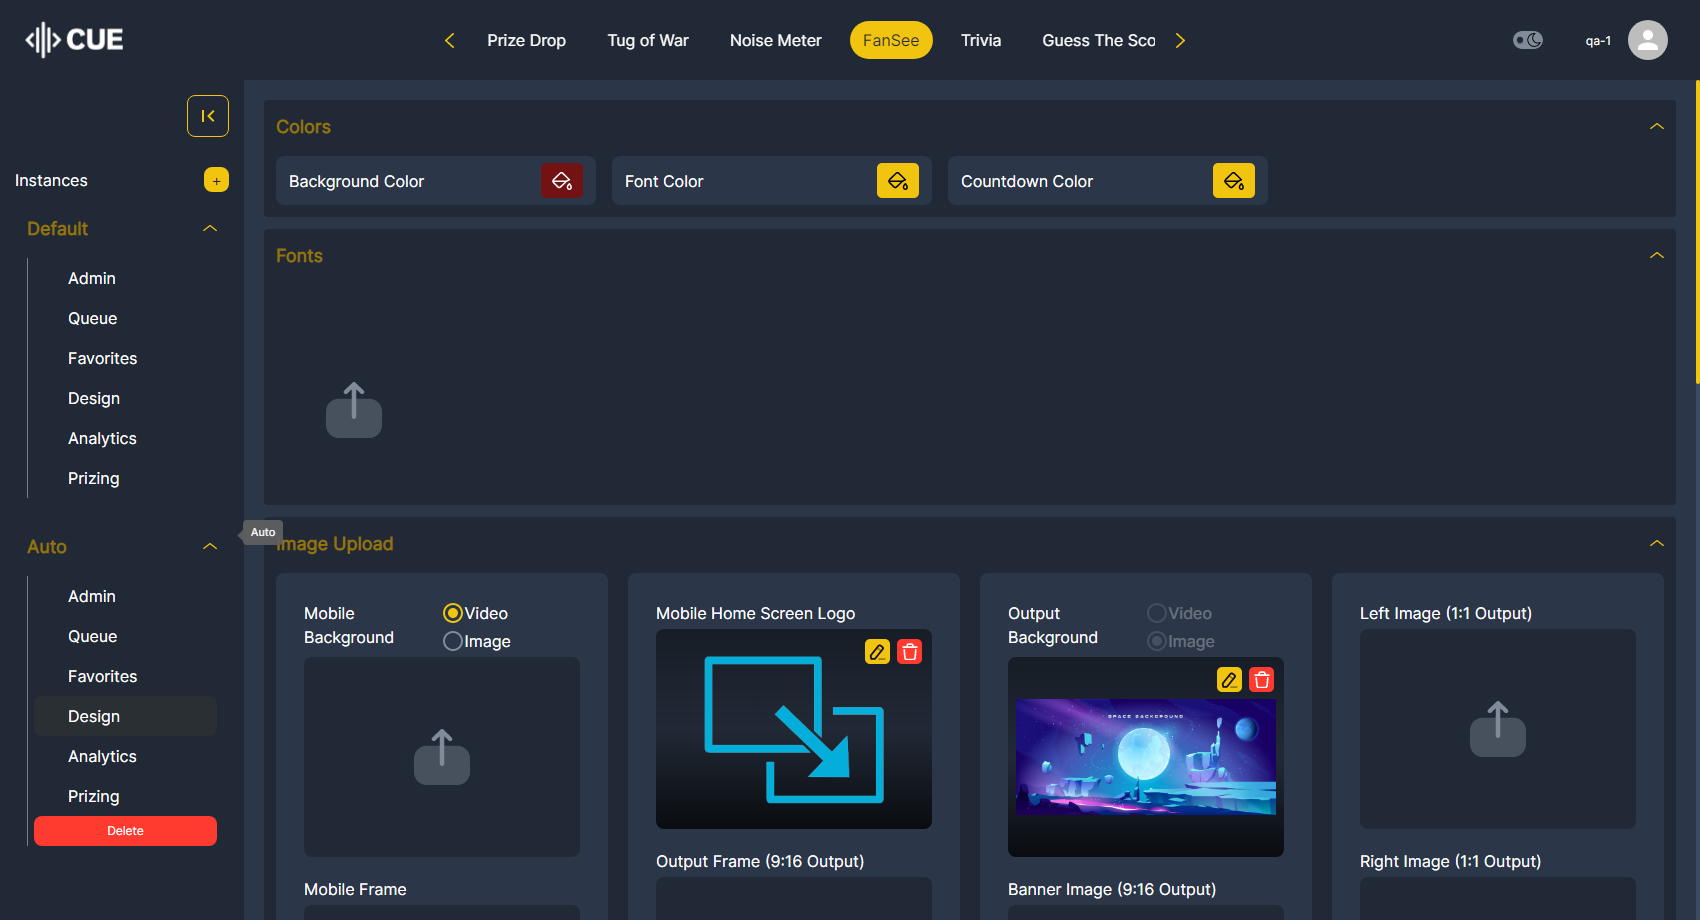 CUE
Prize Drop
Tug of War
Noise Meter
FanSee
Trivia
Guess The Sco
qa-1
Instances
+
Default
Admin
Queue
Favorites
Design
Analytics
Prizing
Auto
Admin
Queue
Favorites
Design
Analytics
Prizing
Delete
Auto
Colors
Background Color
Font Color
Countdown Color
Fonts
Image Upload
Mobile
Background
Video
Image
Mobile Frame
Mobile Home Screen Logo
Output Frame (9:16 Output)
Output
Background
Video
Image
SPACE BACKGROUND
Banner Image (9:16 Output)
Left Image (1:1 Output)
Right Image (1:1 Output)